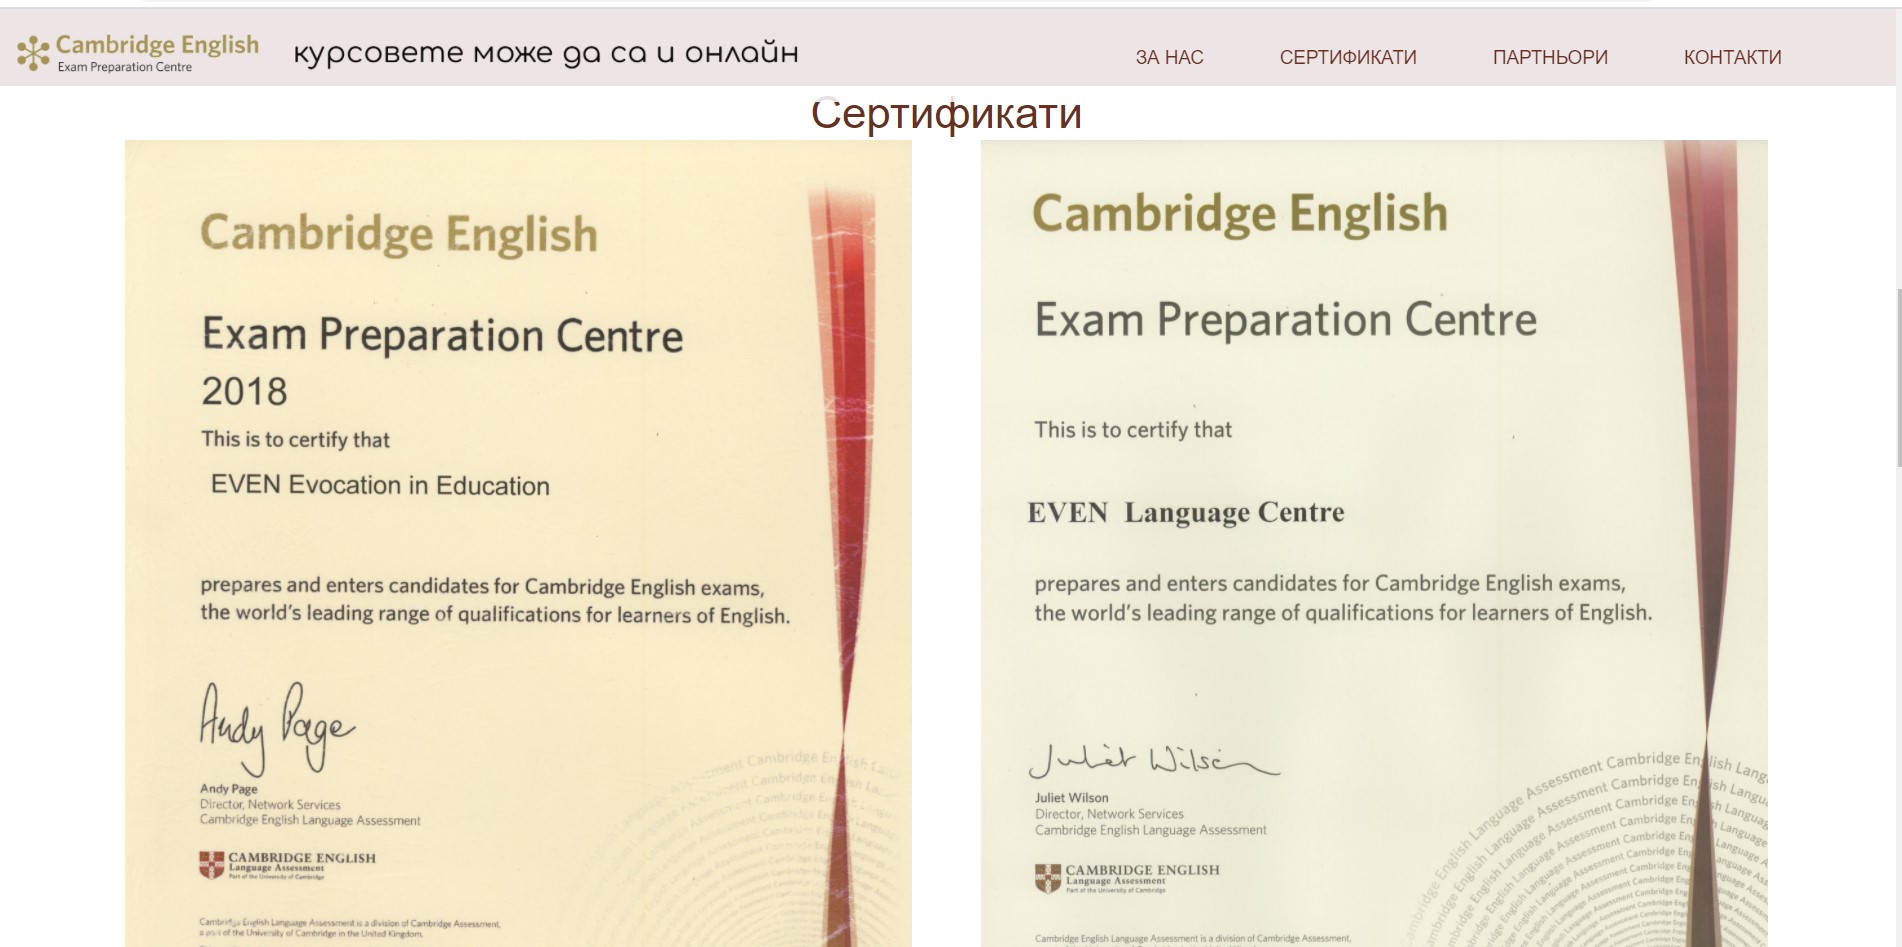 Cambridge English
Exam Preparation Centre
курсовете може да са и онлайн
ЗА НАС
СЕРТИФИКАТИ
ПАРТНЬОРИ
КОНТАКТИ
Сертификати
Cambridge English
Exam Preparation Centre
2018
This is to certify that
EVEN Evocation in Education
prepares and enters candidates for Cambridge English exams,
the world's leading range of qualifications for learners of English.
Andy Page
Andy Page
Director, Network Services
Cambridge English Language Assessment
CAMBRIDGE ENGLISH
Language Assessment
Part of the University of Cambridge
Cambridge English Language Assessment is a division of Cambridge Assessment,
a part of the University of Cambridge in the United Kingdom.
Cambridge English
Exam Preparation Centre
This is to certify that
EVEN Language Centre
prepares and enters candidates for Cambridge English exams,
the world's leading range of qualifications for learners of English.
Juliet Wilson
Juliet Wilson
Director, Network Services
Cambridge English Language Assessment
CAMBRIDGE ENGLISH
Language Assessment
Part of the University of Cambridge
Cambridge English Language Assessment is a division of Cambridge Assessment,